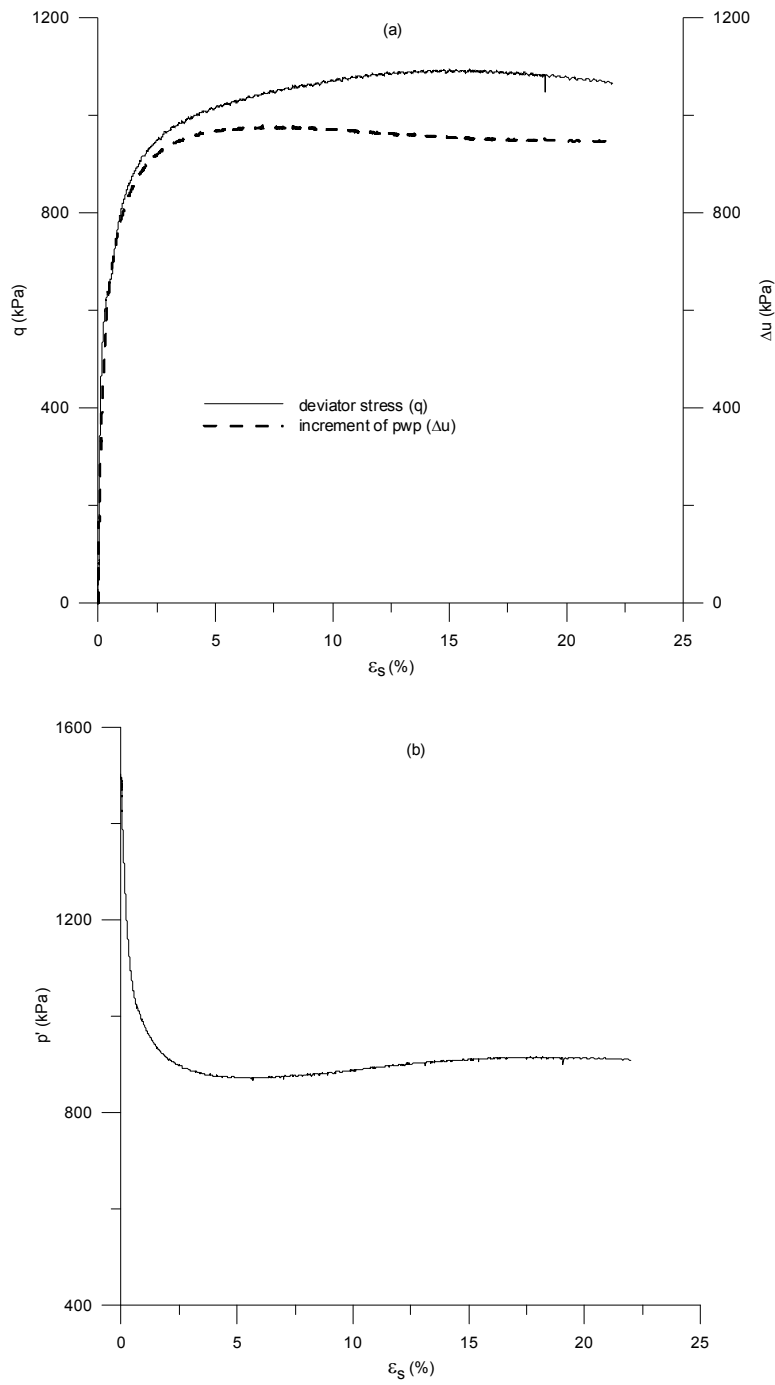 (a)
1200
800
400
0
q (kPa)
1200
800
400
0
Δu (kPa)
deviator stress (q)
increment of pwp (Δu)
0 5 10 15 20 25
εs (%)
(b)
1600
1200
800
400
p' (kPa)
0 5 10 15 20 25
εs (%)